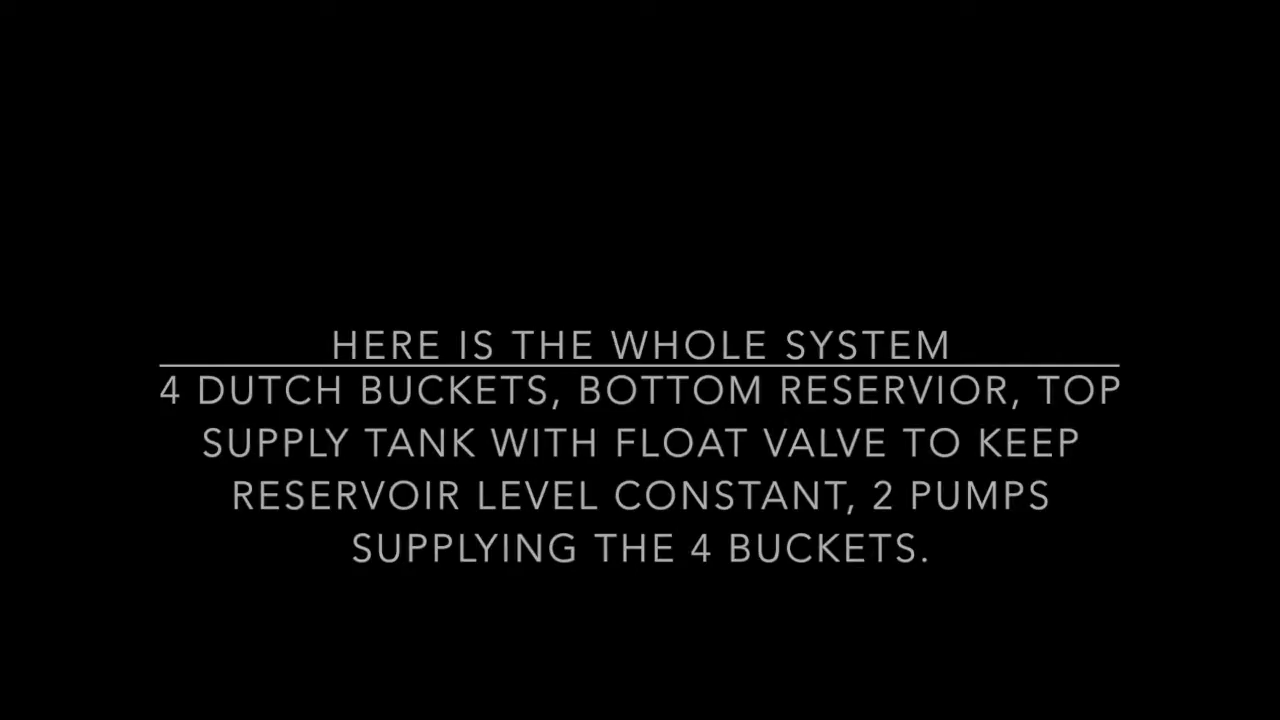 HERE IS THE WHOLE SYSTEM
4 DUTCH BUCKETS, BOTTOM RESERVIOR, TOP
SUPPLY TANK WITH FLOAT VALVE TO KEEP
RESERVOIR LEVEL CONSTANT, 2 PUMPS
SUPPLYING THE 4 BUCKETS.